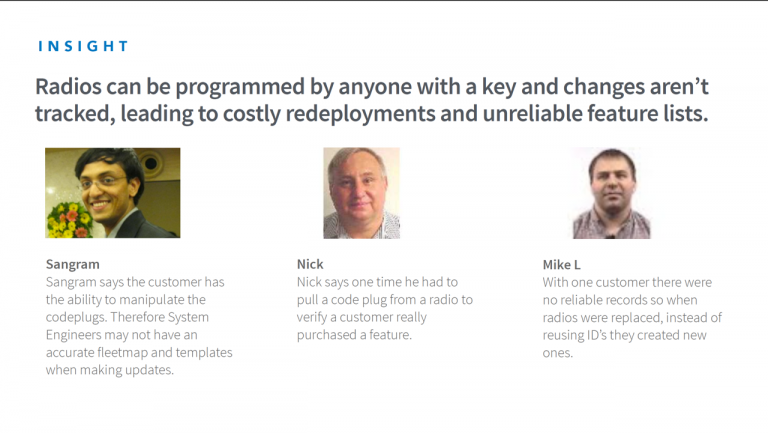 INSIGHT
Radios can be programmed by anyone with a key and changes aren’t
tracked, leading to costly redeployments and unreliable feature lists.
Sangram
Sangram says the customer has
the ability to manipulate the
codeplugs. Therefore System
Engineers may not have an
accurate fleetmap and templates
when making updates.
Nick
Nick says one time he had to
pull a code plug from a radio to
verify a customer really
purchased a feature.
Mike L
With one customer there were
no reliable records so when
radios were replaced, instead of
reusing ID’s they created new
ones.